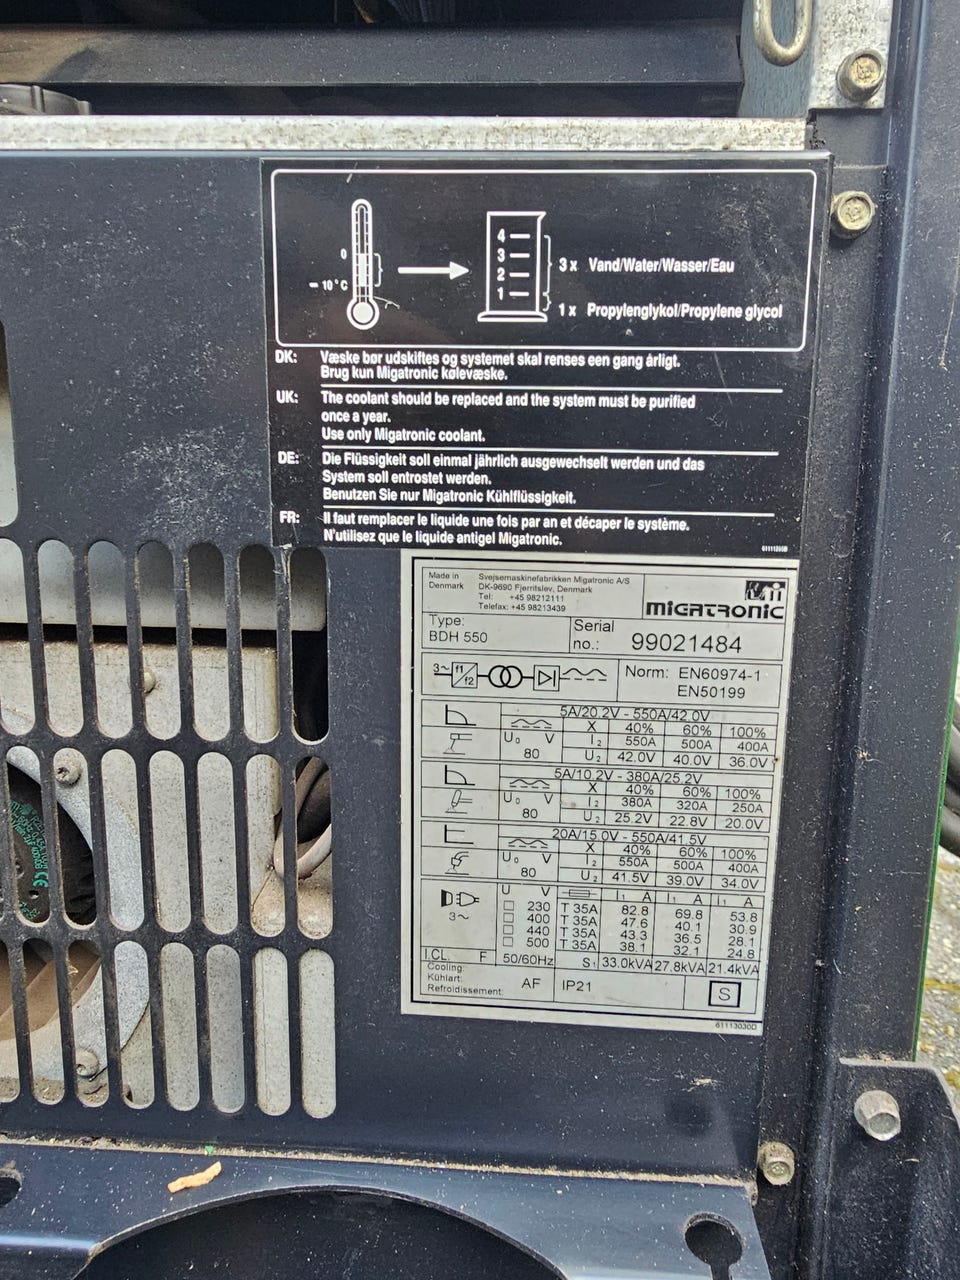 4
3
2
1
0
- 10 °C
3 x Vand/Water/Wasser/Eau
1 x Propylenglykol/Propylene glycol
DK: Væske bør udskiftes og systemet skal renses een gang årligt.
Brug kun Migatronic kølevæske.
UK: The coolant should be replaced and the system must be purified
once a year.
Use only Migatronic coolant.
DE: Die Flüssigkeit soll einmal jährlich ausgewechselt werden und das
System soll entrostet werden.
Benutzen Sie nur Migatronic Kühlflüssigkeit.
FR: Il faut remplacer le liquide une fois par an et décaper le système.
N'utilisez que le liquide antigel Migatronic.
Made in
Denmark
Svejsemaskinefabrikken Migatronic A/S
DK-9690 Fjerritslev, Denmark
Tel: +45 98212111
Telefax: +45 98213439
MIGATRONIC
Type:
BDH 550
Serial
no.: 99021484
3~ f1 f2
Norm: EN60974-1
EN50199
5A/20.2V - 550A/42.0V
X 40% 60% 100%
U0 V I2 550A 500A 400A
80 U2 42.0V 40.0V 36.0V
5A/10.2V - 380A/25.2V
X 40% 60% 100%
U0 V I2 380A 320A 250A
80 U2 25.2V 22.8V 20.0V
20A/15.0V - 550A/41.5V
X 40% 60% 100%
U0 V I2 550A 500A 400A
80 U2 41.5V 39.0V 34.0V
3~
U V I1 A I1 A I1 A
230 T 35A 82.8 69.8 53.8
400 T 35A 47.6 40.1 30.9
440 T 35A 43.3 36.5 28.1
500 T 35A 38.1 32.1 24.8
I.CL. F 50/60Hz S1 33.0kVA 27.8kVA 21.4kVA
Cooling:
Kühlart:
Refroidissement: AF IP21 S
61113030D